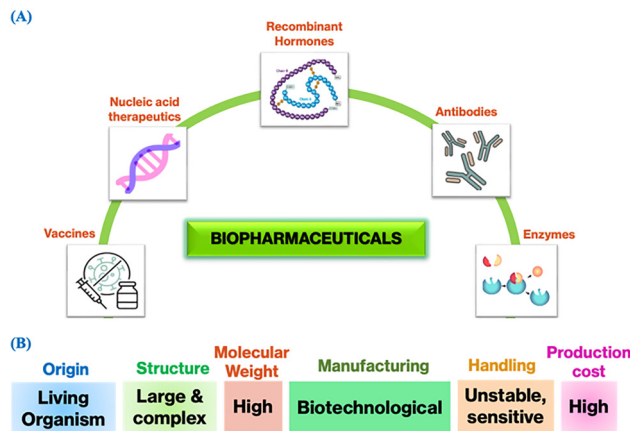 (A)
Recombinant
Hormones
Nucleic acid
therapeutics
Antibodies
Vaccines
BIOPHARMACEUTICALS
Enzymes
(B)
Origin
Structure
Molecular
Weight
Manufacturing
Handling
Production
cost
Living
Organism
Large &
complex
High
Biotechnological
Unstable,
sensitive
High